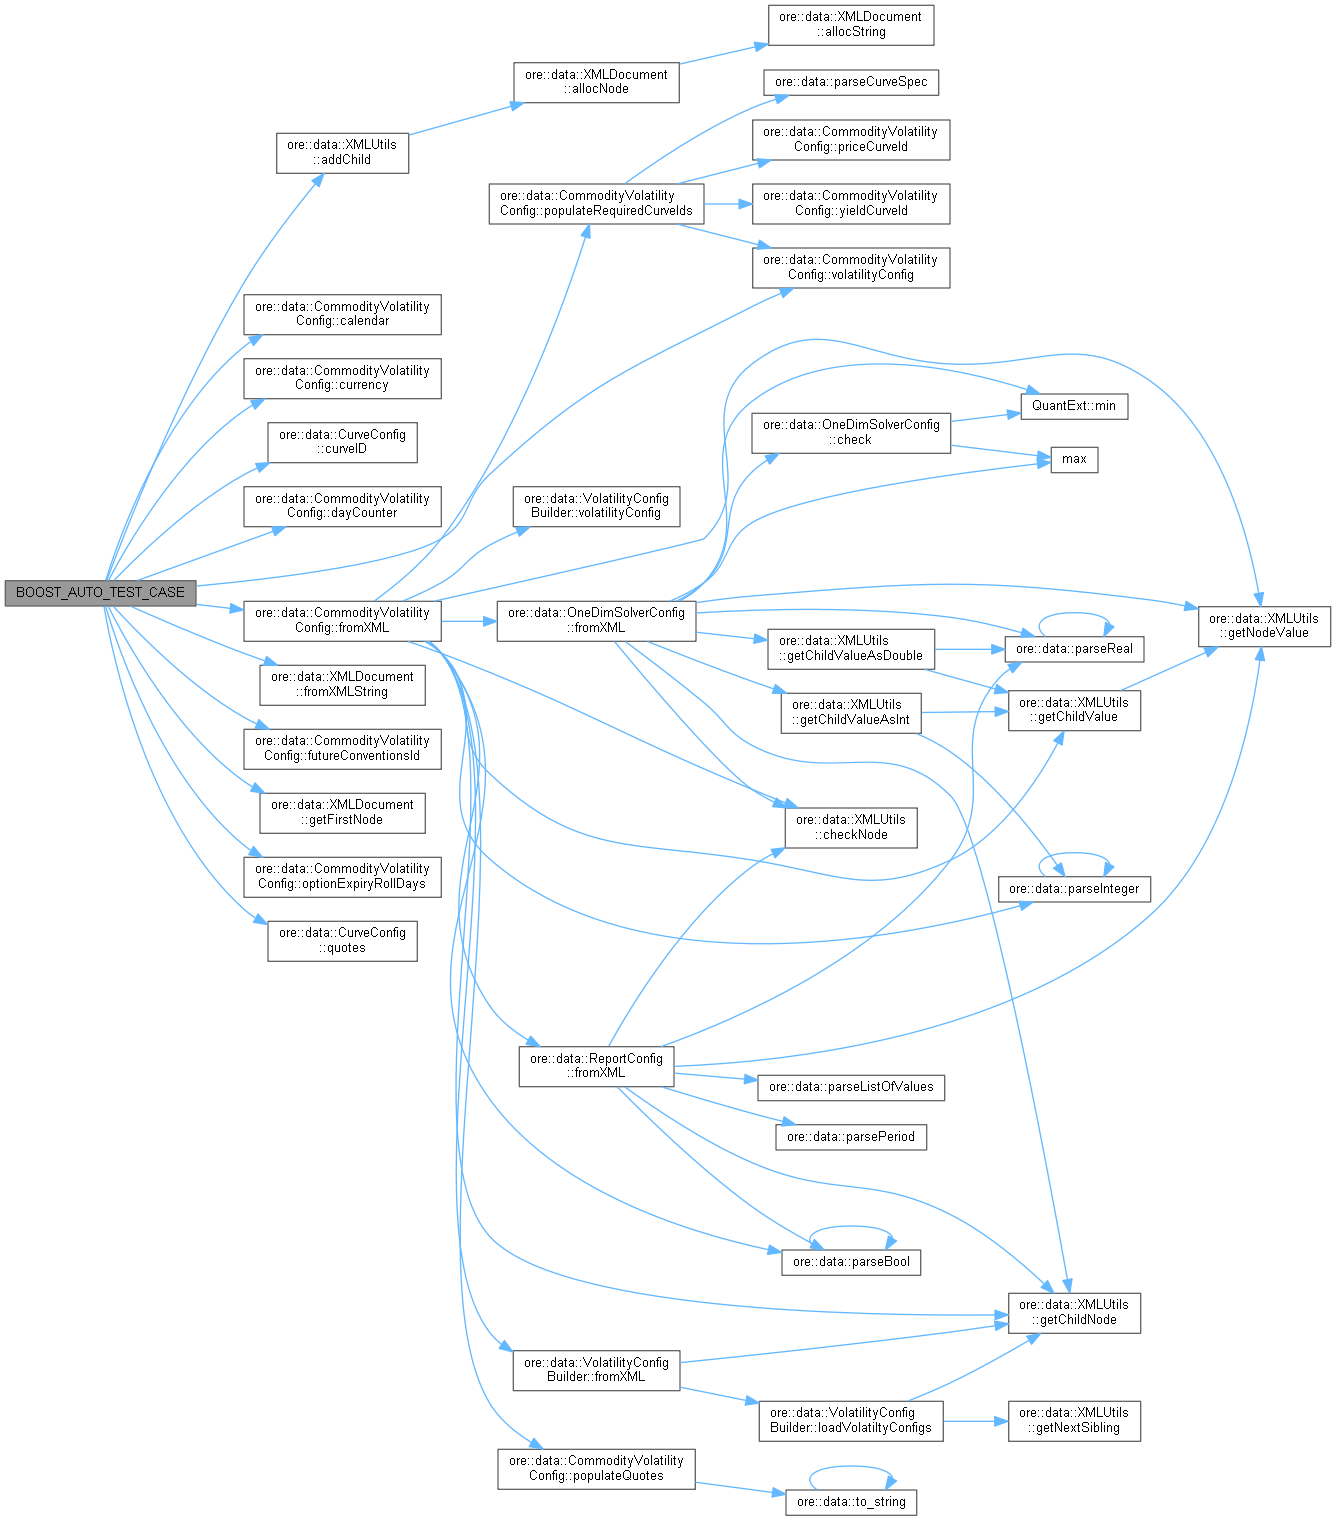 ore::data::XMLDocument
::allocString
ore::data::XMLDocument
::allocNode
ore::data::parseCurveSpec
ore::data::XMLUtils
::addChild
ore::data::CommodityVolatility
Config::priceCurveId
ore::data::CommodityVolatility
Config::populateRequiredCurveIds
ore::data::CommodityVolatility
Config::yieldCurveId
ore::data::CommodityVolatility
Config::volatilityConfig
ore::data::CommodityVolatility
Config::calendar
ore::data::CommodityVolatility
Config::currency
QuantExt::min
ore::data::CurveConfig
::curveID
ore::data::OneDimSolverConfig
::check
max
ore::data::CommodityVolatility
Config::dayCounter
ore::data::VolatilityConfig
Builder::volatilityConfig
BOOST_AUTO_TEST_CASE
ore::data::CommodityVolatility
Config::fromXML
ore::data::OneDimSolverConfig
::fromXML
ore::data::XMLUtils
::getNodeValue
ore::data::XMLUtils
::getChildValueAsDouble
ore::data::parseReal
ore::data::XMLDocument
::fromXMLString
ore::data::XMLUtils
::getChildValueAsInt
ore::data::XMLUtils
::getChildValue
ore::data::CommodityVolatility
Config::futureConventionsId
ore::data::XMLDocument
::getFirstNode
ore::data::XMLUtils
::checkNode
ore::data::CommodityVolatility
Config::optionExpiryRollDays
ore::data::parseInteger
ore::data::CurveConfig
::quotes
ore::data::ReportConfig
::fromXML
ore::data::parseListOfValues
ore::data::parsePeriod
ore::data::parseBool
ore::data::XMLUtils
::getChildNode
ore::data::VolatilityConfig
Builder::fromXML
ore::data::VolatilityConfig
Builder::loadVolatiltyConfigs
ore::data::XMLUtils
::getNextSibling
ore::data::CommodityVolatility
Config::populateQuotes
ore::data::to_string